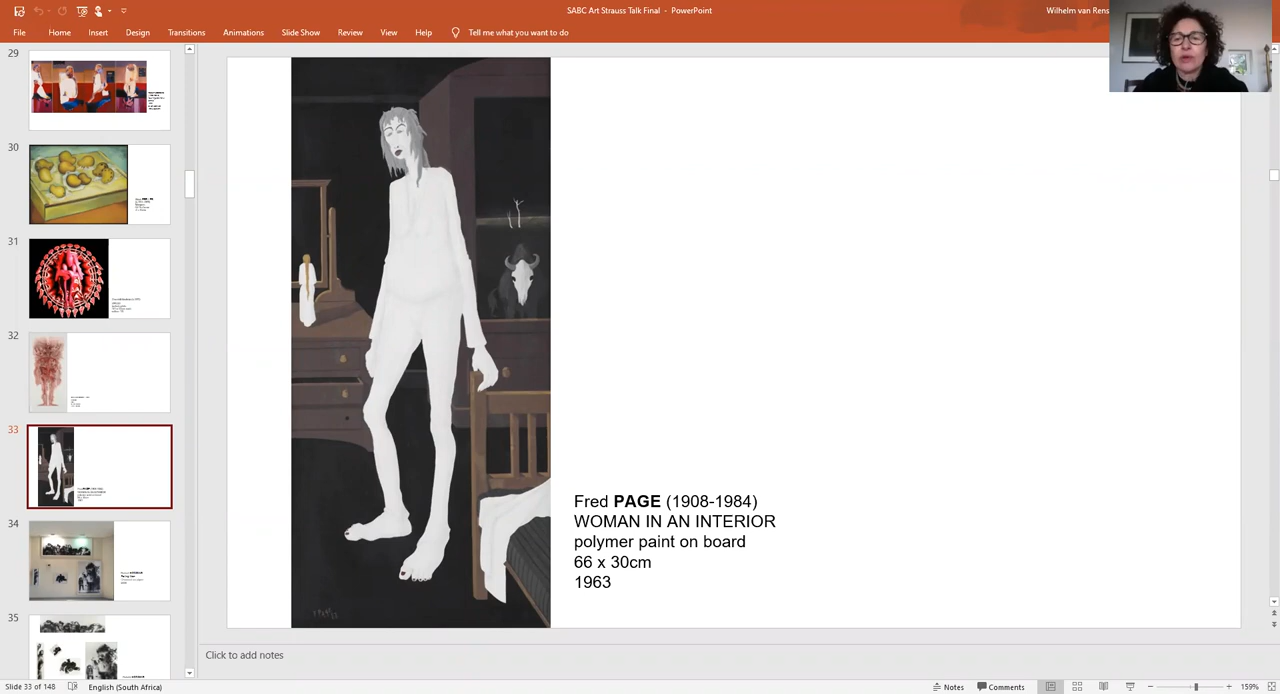 SABC Art Strauss Talk Final - PowerPoint
Wilhelm van Rens
File Home Insert Design Transitions Animations Slide Show Review View Help Tell me what you want to do
29
30
31
32
33
34
35
Fred PAGE (1908-1984)
WOMAN IN AN INTERIOR
polymer paint on board
66 x 30cm
1963
Click to add notes
Slide 33 of 148 English (South Africa) Notes Comments 159%